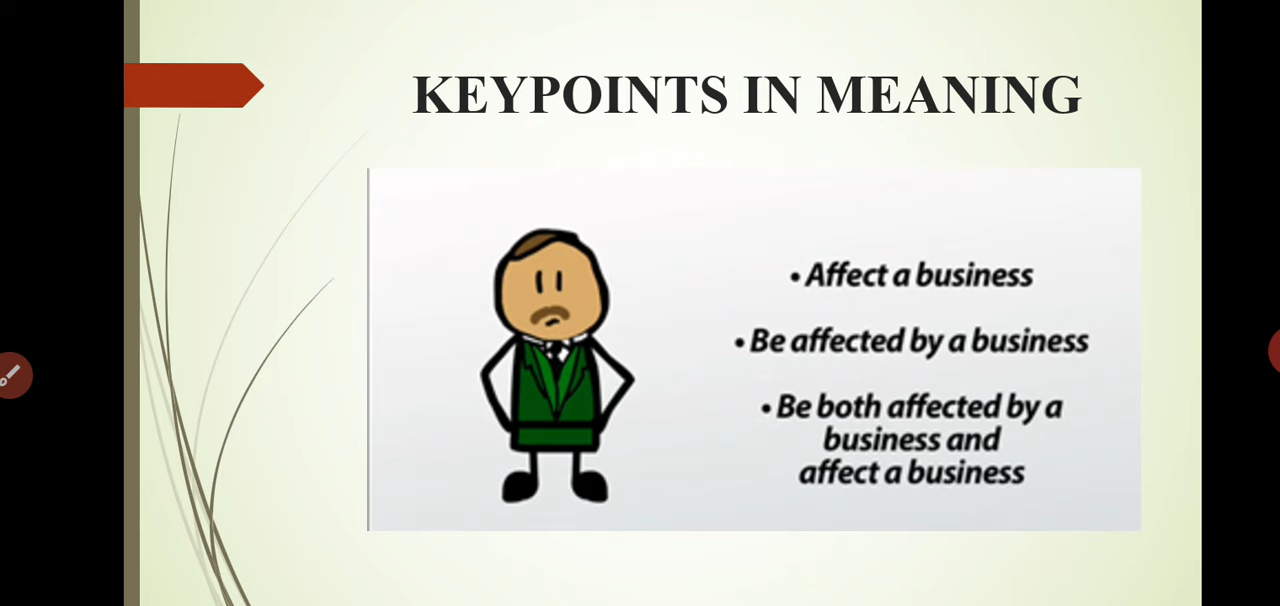 KEYPOINTS IN MEANING
• Affect a business
• Be affected by a business
• Be both affected by a
business and
affect a business